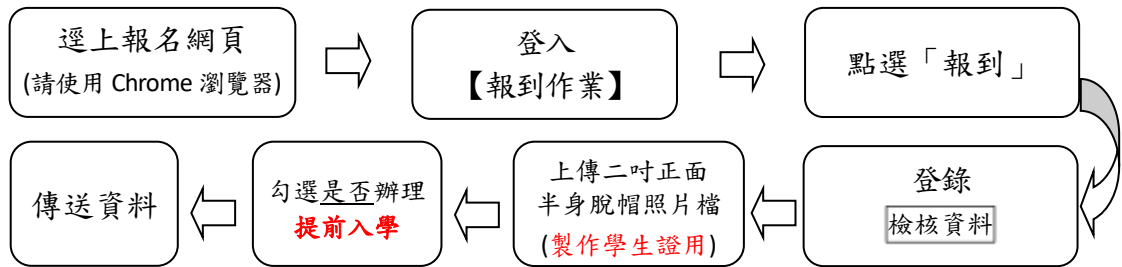 逕上報名網頁
(請使用 Chrome 瀏覽器)
登入
【報到作業】
點選「報到」
登錄
檢核資料
上傳二吋正面
半身脫帽照片檔
(製作學生證用)
勾選是否辦理
提前入學
傳送資料